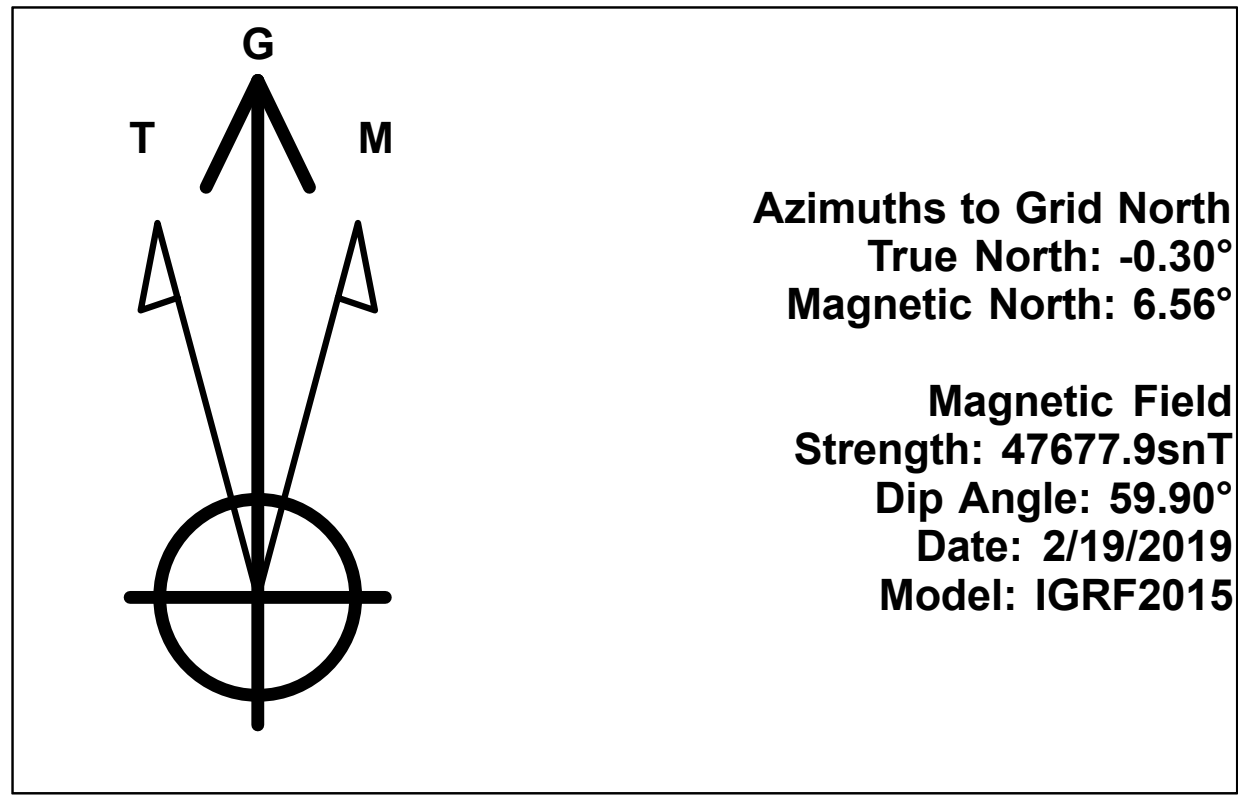 G
T
M
Azimuths to Grid North
True North: -0.30°
Magnetic North: 6.56°
Magnetic Field
Strength: 47677.9snT
Dip Angle: 59.90°
Date: 2/19/2019
Model: IGRF2015